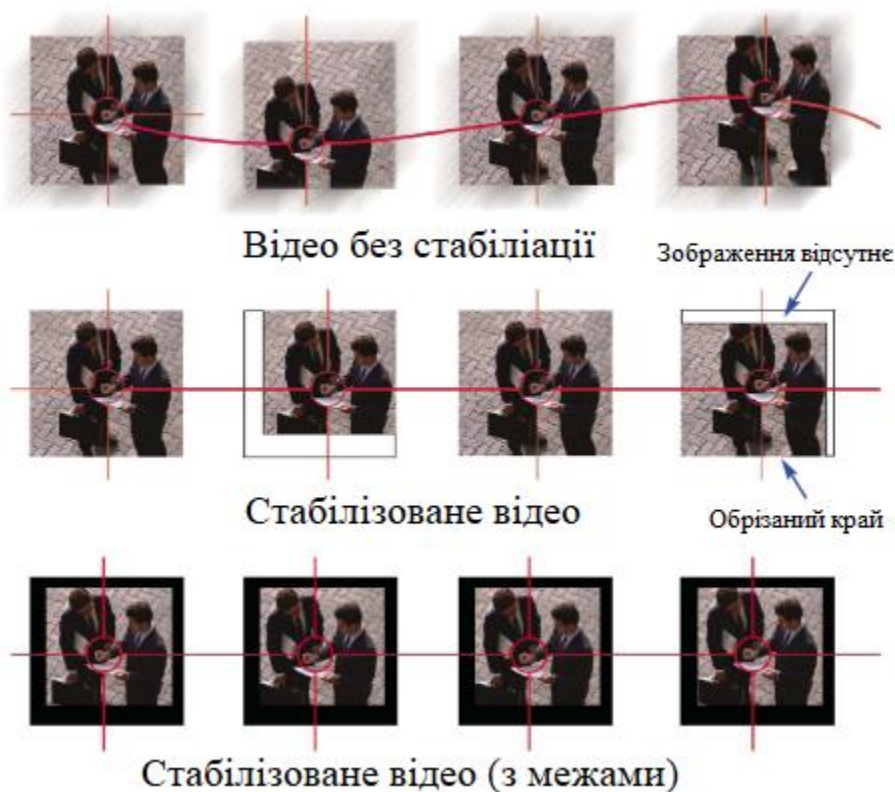 Відео без стабіліації
Зображення відсутнє
Стабілізоване відео
Обрізаний край
Стабілізоване відео (з межами)